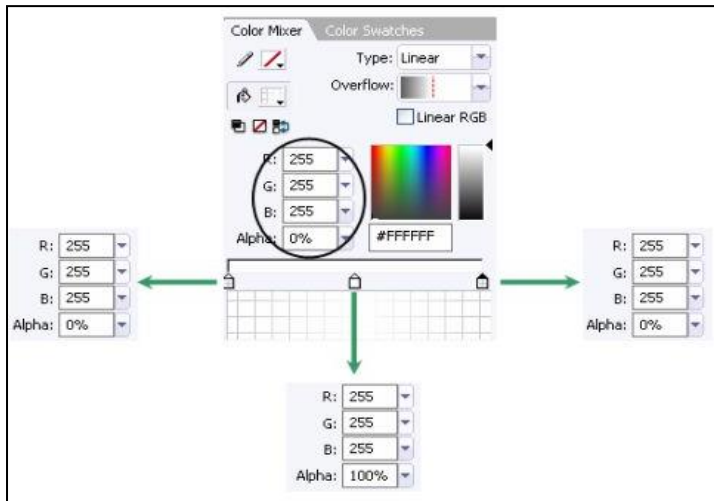 Color Mixer Color Swatches
Type: Linear
Overflow:
Linear RGB
R: 255
G: 255
B: 255
Alpha: 0%
#FFFFFF
R: 255
G: 255
B: 255
Alpha: 0%
R: 255
G: 255
B: 255
Alpha: 0%
R: 255
G: 255
B: 255
Alpha: 100%